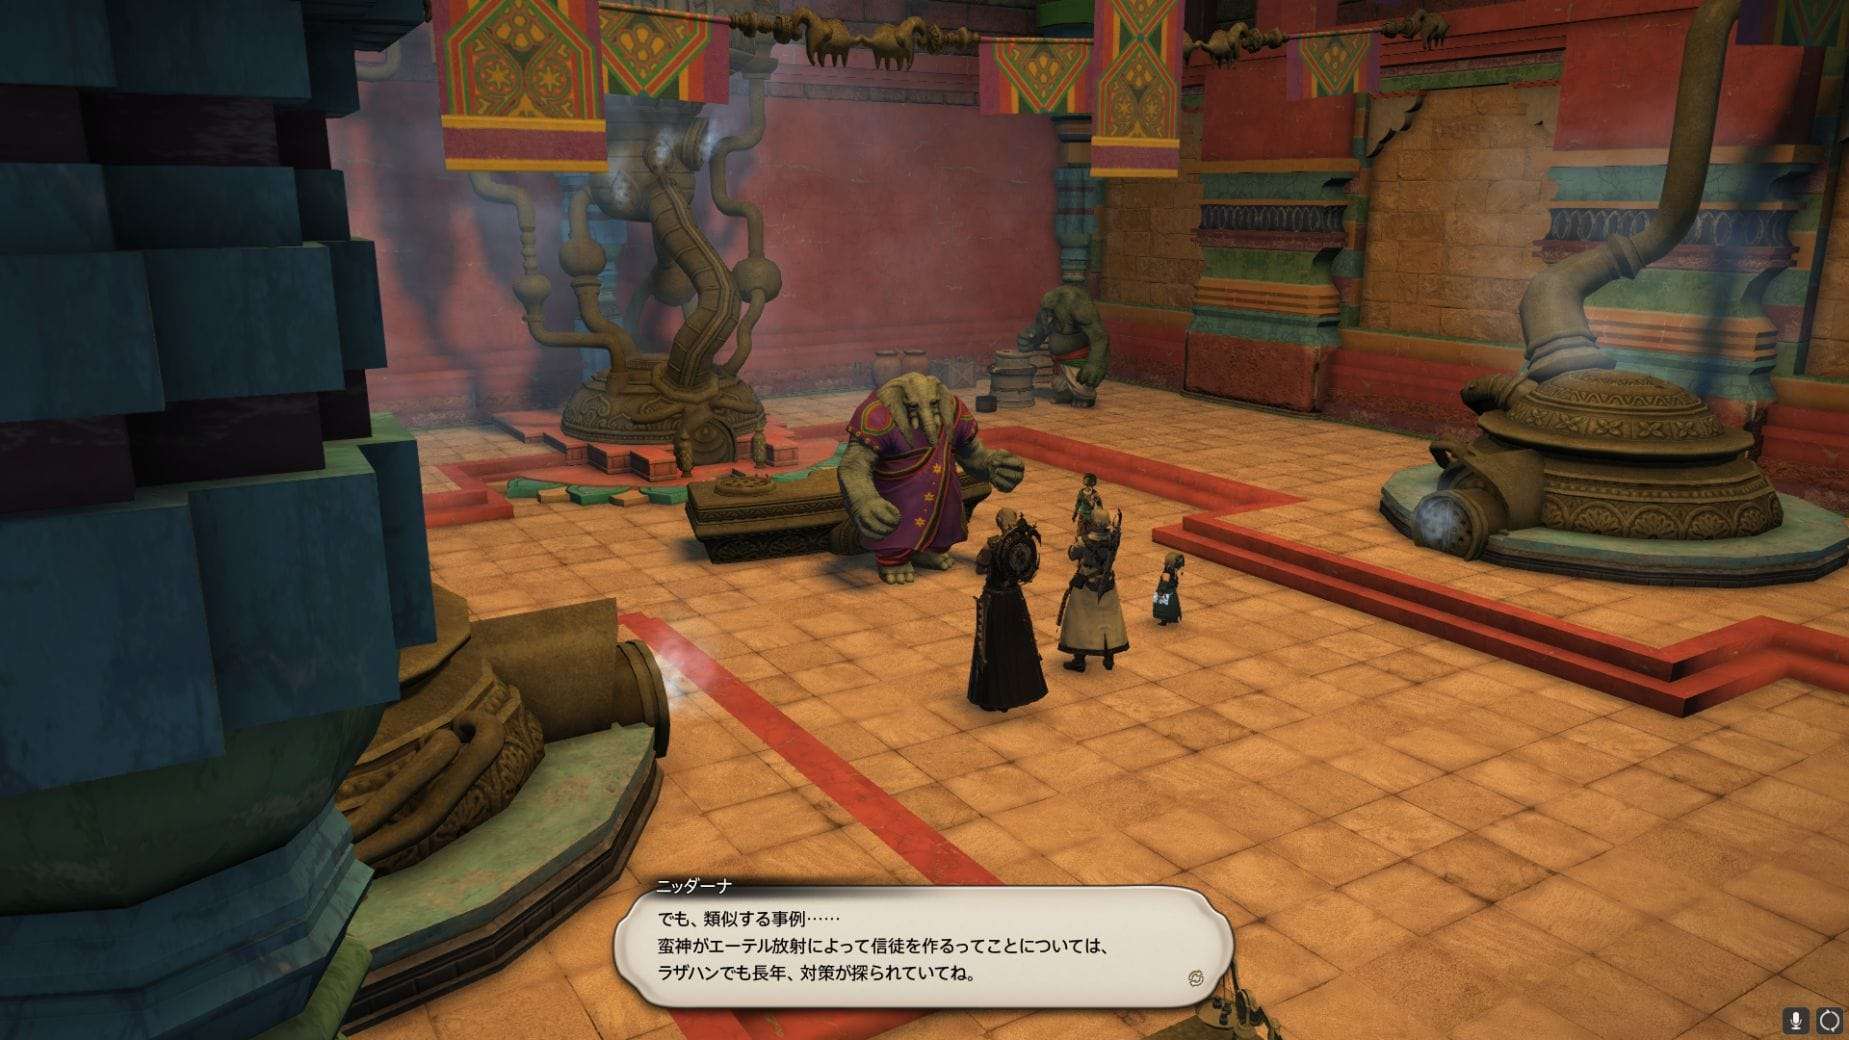 ニッダーナ
でも、類似する事例……
蛮神がエーテル放射によって信徒を作るってことについては、
ラザハンでも長年、対策が探られていてね。